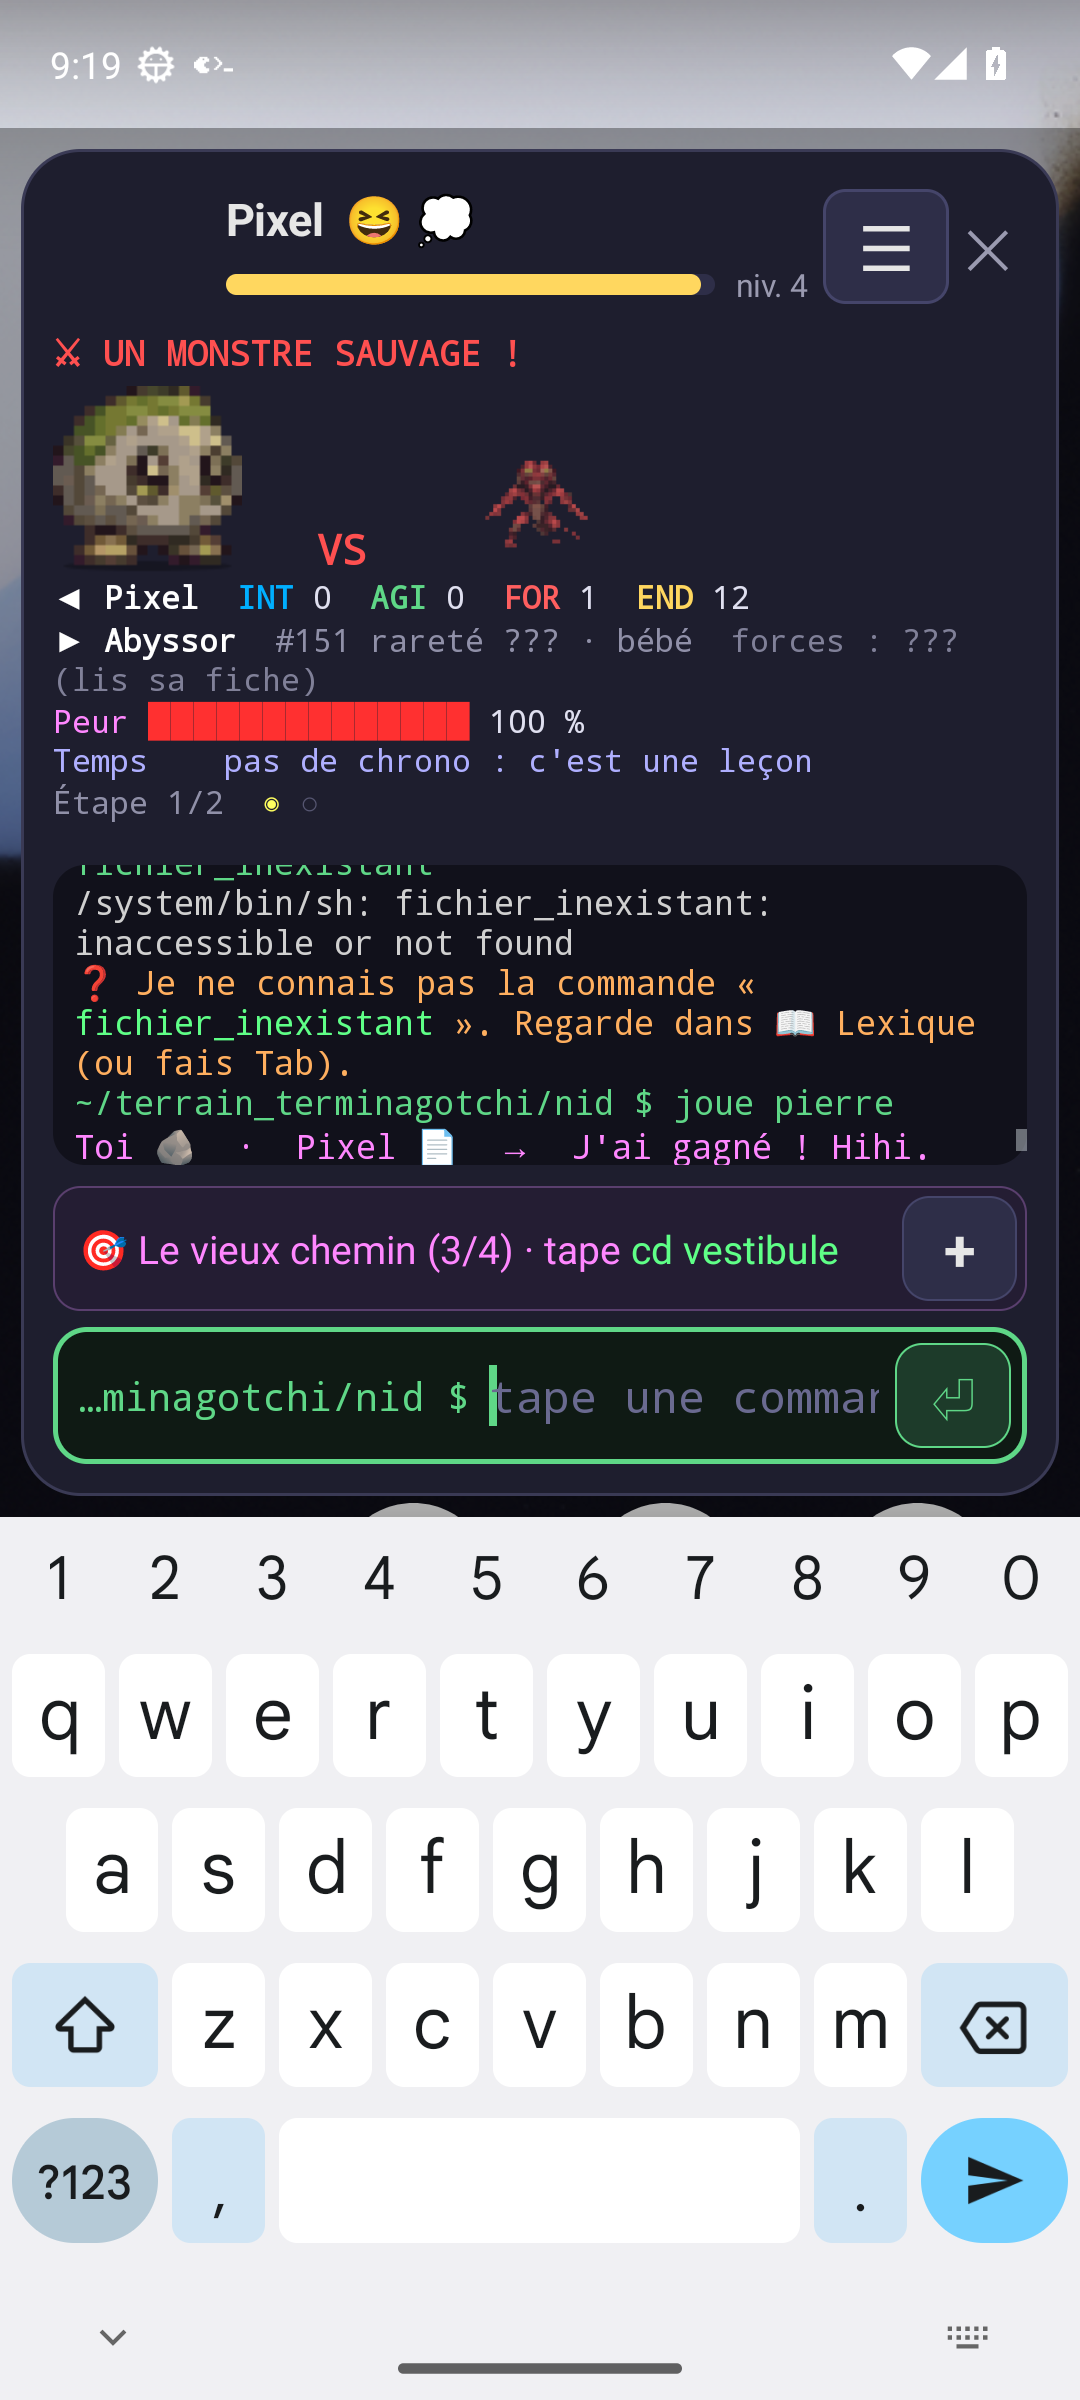 9:19
Pixel 😆 💭
niv. 4
⚔ UN MONSTRE SAUVAGE !
VS
◄ Pixel INT 0 AGI 0 FOR 1 END 12
► Abyssor #151 rareté ??? · bébé forces : ???
(lis sa fiche)
Peur 100 %
Temps pas de chrono : c'est une leçon
Étape 1/2 ◉ ○
fichier_inexistant
/system/bin/sh: fichier_inexistant:
inaccessible or not found
❓ Je ne connais pas la commande «
fichier_inexistant ». Regarde dans 📖 Lexique
(ou fais Tab).
~/terrain_terminagotchi/nid $ joue pierre
Toi 🪨 · Pixel 📄 → J'ai gagné ! Hihi.
🎯 Le vieux chemin (3/4) · tape cd vestibule
…minagotchi/nid $ tape une comman
1 2 3 4 5 6 7 8 9 0
q w e r t y u i o p
a s d f g h j k l
z x c v b n m
?123 , .